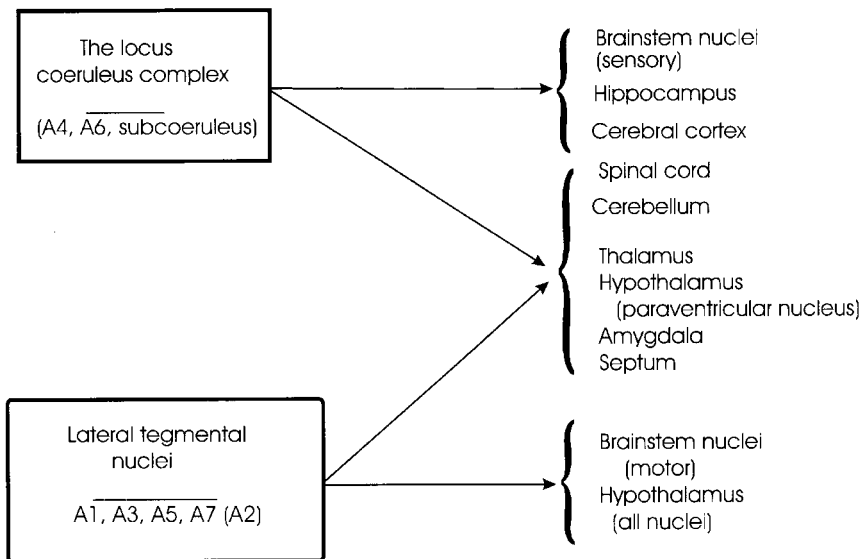 The locus
coeruleus complex
(A4, A6, subcoeruleus)
Brainstem nuclei
(sensory)
Hippocampus
Cerebral cortex
Spinal cord
Cerebellum
Thalamus
Hypothalamus
(paraventricular nucleus)
Amygdala
Septum
Lateral tegmental
nuclei
A1, A3, A5, A7 (A2)
Brainstem nuclei
(motor)
Hypothalamus
(all nuclei)